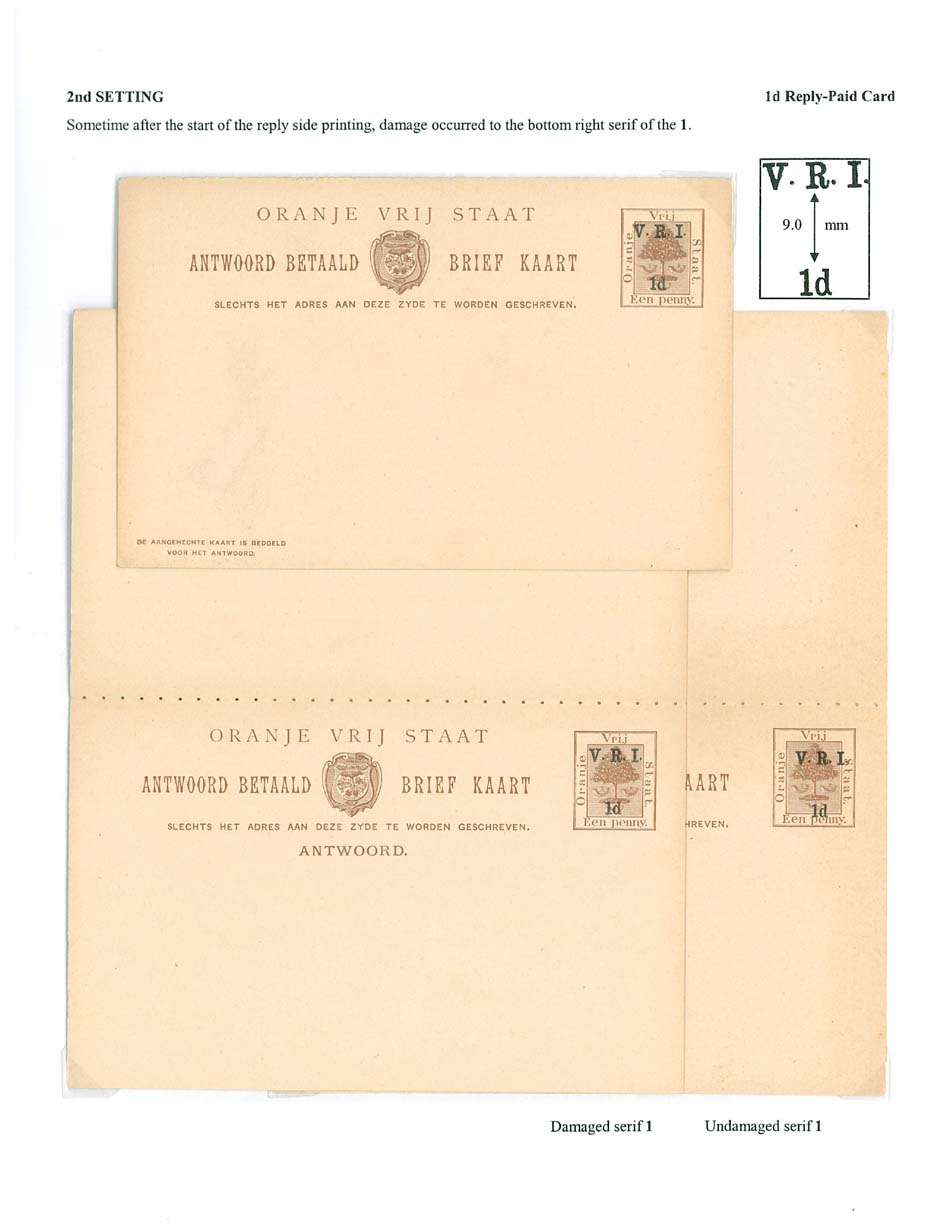 2nd SETTING
1d Reply-Paid Card
Sometime after the start of the reply side printing, damage occurred to the bottom right serif of the 1.
V. R. I.
9.0 mm
1d
ORANJE VRIJ STAAT
ANTWOORD BETAALD BRIEF KAART
SLECHTS HET ADRES AAN DEZE ZYDE TE WORDEN GESCHREVEN.
Vrij
Oranje
Staat.
V. R. I.
1d
Een penny.
DE AANGEHECHTE KAART IS BEDOELD
VOOR HET ANTWOORD.
ORANJE VRIJ STAAT
ANTWOORD BETAALD BRIEF KAART
SLECHTS HET ADRES AAN DEZE ZYDE TE WORDEN GESCHREVEN.
ANTWOORD.
Vrij
Oranje
Staat.
V. R. I.
1d
Een penny.
AART
HREVEN.
Vrij
Oranje
Staat.
V. R. I.
1d
Een penny.
Damaged serif 1
Undamaged serif 1